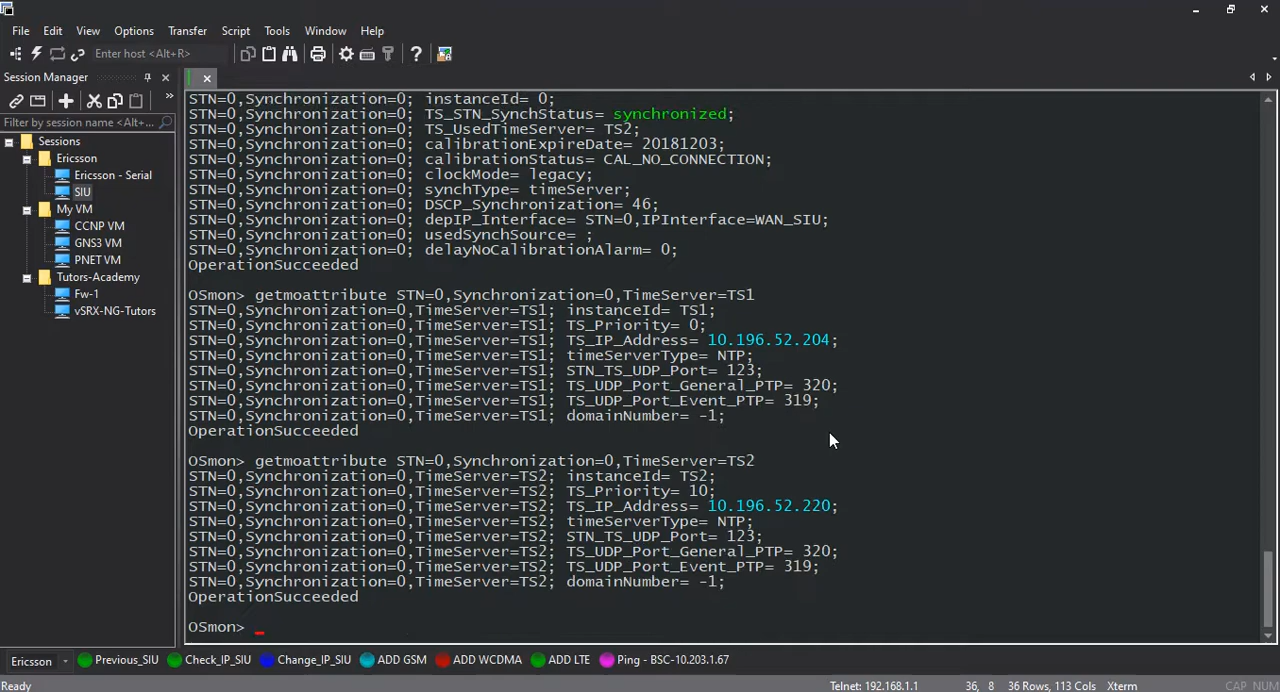 File Edit View Options Transfer Script Tools Window Help
Enter host <Alt+R>
Session Manager
Filter by session name <Alt+...
Sessions
Ericsson
Ericsson - Serial
SIU
My VM
CCNP VM
GNS3 VM
PNET VM
Tutors-Academy
Fw-1
vSRX-NG-Tutors
STN=0,Synchronization=0; instanceId= 0;
STN=0,Synchronization=0; TS_STN_SynchStatus= synchronized;
STN=0,Synchronization=0; TS_UsedTimeServer= TS2;
STN=0,Synchronization=0; calibrationExpireDate= 20181203;
STN=0,Synchronization=0; calibrationStatus= CAL_NO_CONNECTION;
STN=0,Synchronization=0; clockMode= legacy;
STN=0,Synchronization=0; synchType= timeServer;
STN=0,Synchronization=0; DSCP_Synchronization= 46;
STN=0,Synchronization=0; depIP_Interface= STN=0,IPInterface=WAN_SIU;
STN=0,Synchronization=0; usedSynchSource= ;
STN=0,Synchronization=0; delayNoCalibrationAlarm= 0;
OperationSucceeded
OSmon> getmoattribute STN=0,Synchronization=0,TimeServer=TS1
STN=0,Synchronization=0,TimeServer=TS1; instanceId= TS1;
STN=0,Synchronization=0,TimeServer=TS1; TS_Priority= 0;
STN=0,Synchronization=0,TimeServer=TS1; TS_IP_Address= 10.196.52.204;
STN=0,Synchronization=0,TimeServer=TS1; timeServerType= NTP;
STN=0,Synchronization=0,TimeServer=TS1; STN_TS_UDP_Port= 123;
STN=0,Synchronization=0,TimeServer=TS1; TS_UDP_Port_General_PTP= 320;
STN=0,Synchronization=0,TimeServer=TS1; TS_UDP_Port_Event_PTP= 319;
STN=0,Synchronization=0,TimeServer=TS1; domainNumber= -1;
OperationSucceeded
OSmon> getmoattribute STN=0,Synchronization=0,TimeServer=TS2
STN=0,Synchronization=0,TimeServer=TS2; instanceId= TS2;
STN=0,Synchronization=0,TimeServer=TS2; TS_Priority= 10;
STN=0,Synchronization=0,TimeServer=TS2; TS_IP_Address= 10.196.52.220;
STN=0,Synchronization=0,TimeServer=TS2; timeServerType= NTP;
STN=0,Synchronization=0,TimeServer=TS2; STN_TS_UDP_Port= 123;
STN=0,Synchronization=0,TimeServer=TS2; TS_UDP_Port_General_PTP= 320;
STN=0,Synchronization=0,TimeServer=TS2; TS_UDP_Port_Event_PTP= 319;
STN=0,Synchronization=0,TimeServer=TS2; domainNumber= -1;
OperationSucceeded
OSmon>
Ericsson Previous_SIU Check_IP_SIU Change_IP_SIU ADD GSM ADD WCDMA ADD LTE Ping - BSC-10.203.1.67
Ready Telnet: 192.168.1.1 36, 8 36 Rows, 113 Cols Xterm CAP NUM